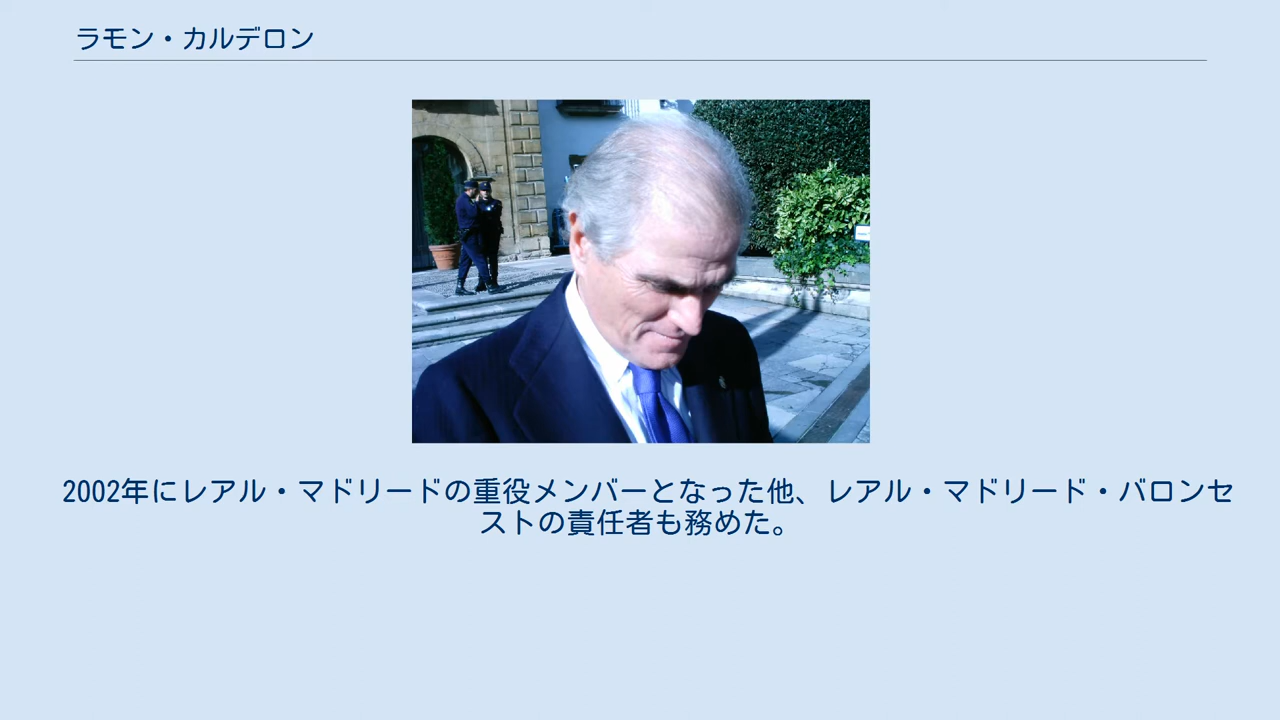 ラモン・カルデロン
2002年にレアル・マドリードの重役メンバーとなった他、レアル・マドリード・バロンセ
ストの責任者も務めた。